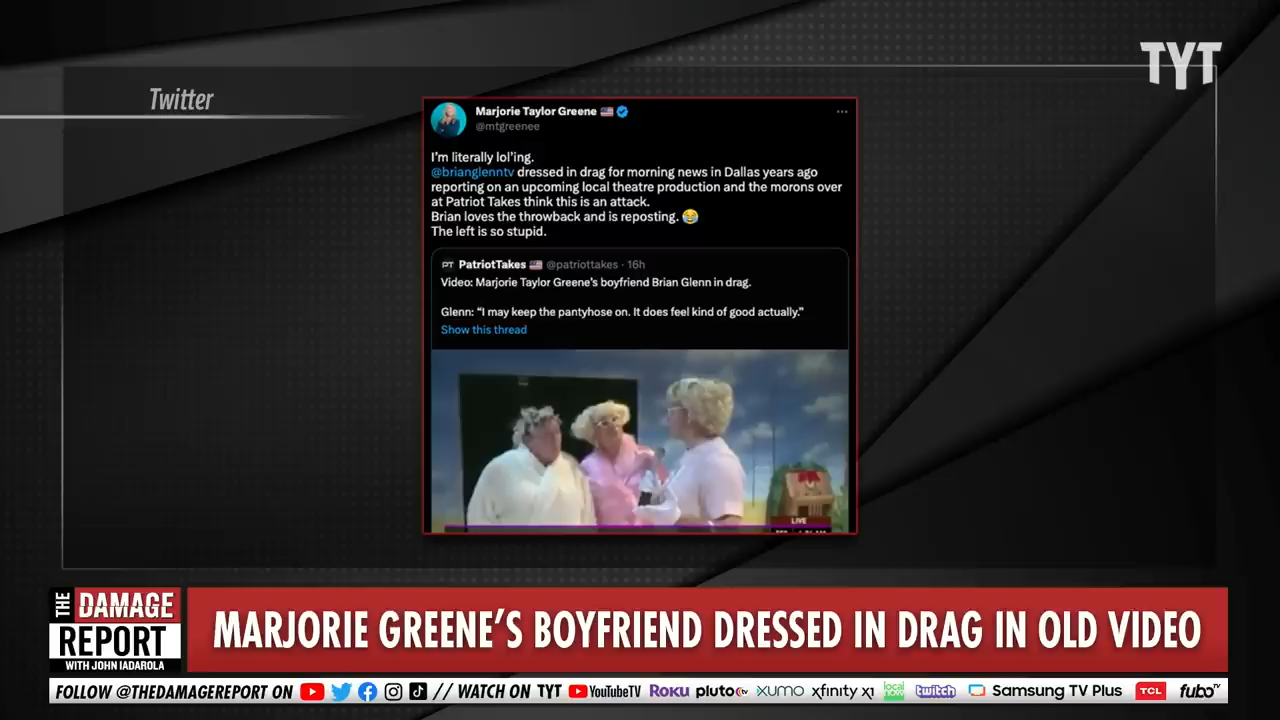 TYT
Twitter
Marjorie Taylor Greene
@mtgreenee
I'm literally lol'ing.
@brianglenntv dressed in drag for morning news in Dallas years ago
reporting on an upcoming local theatre production and the morons over
at Patriot Takes think this is an attack.
Brian loves the throwback and is reposting. 😂
The left is so stupid.
PT PatriotTakes 🇺🇸 @patriottakes · 16h
Video: Marjorie Taylor Greene's boyfriend Brian Glenn in drag.
Glenn: “I may keep the pantyhose on. It does feel kind of good actually.”
Show this thread
LIVE
THE DAMAGE
REPORT
WITH JOHN IADAROLA
MARJORIE GREENE'S BOYFRIEND DRESSED IN DRAG IN OLD VIDEO
FOLLOW @THEDAMAGEREPORT ON // WATCH ON TYT YouTubeTV ROKU pluto tv XUMO xfinity x1 local now twitch Samsung TV Plus TCL fubo TV